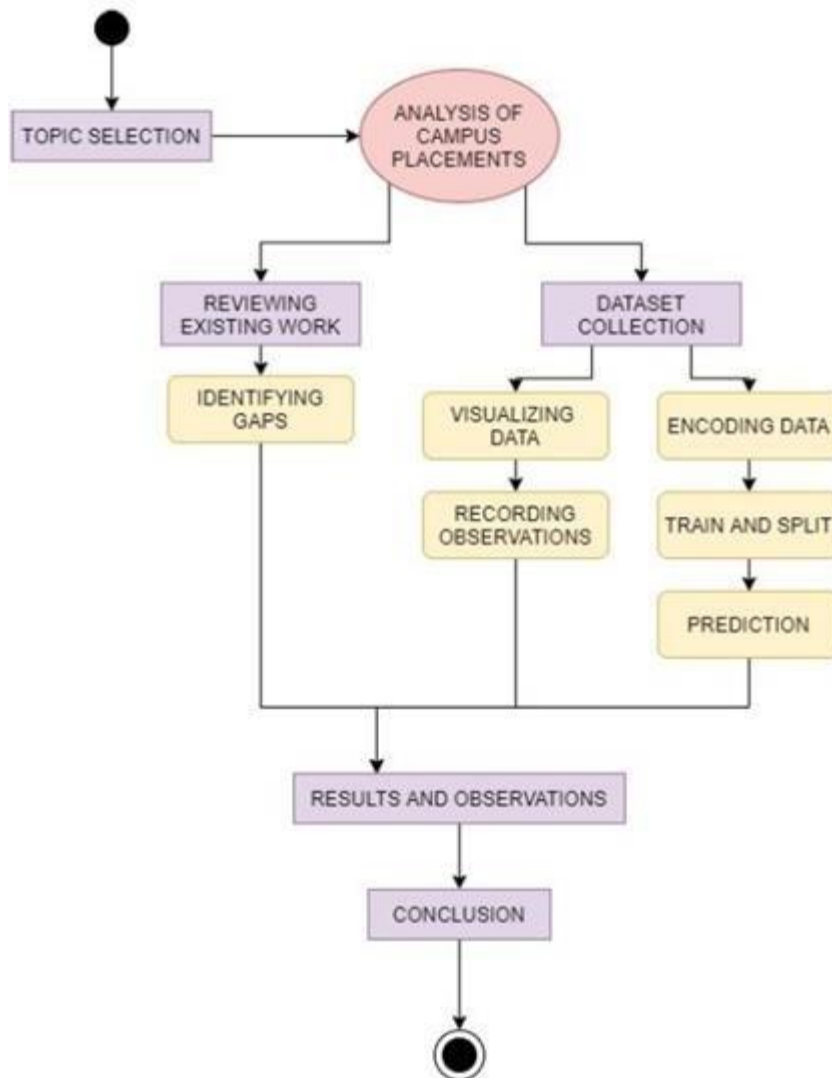 TOPIC SELECTION
ANALYSIS OF
CAMPUS
PLACEMENTS
REVIEWING
EXISTING WORK
DATASET
COLLECTION
IDENTIFYING
GAPS
VISUALIZING
DATA
ENCODING DATA
RECORDING
OBSERVATIONS
TRAIN AND SPLIT
PREDICTION
RESULTS AND OBSERVATIONS
CONCLUSION